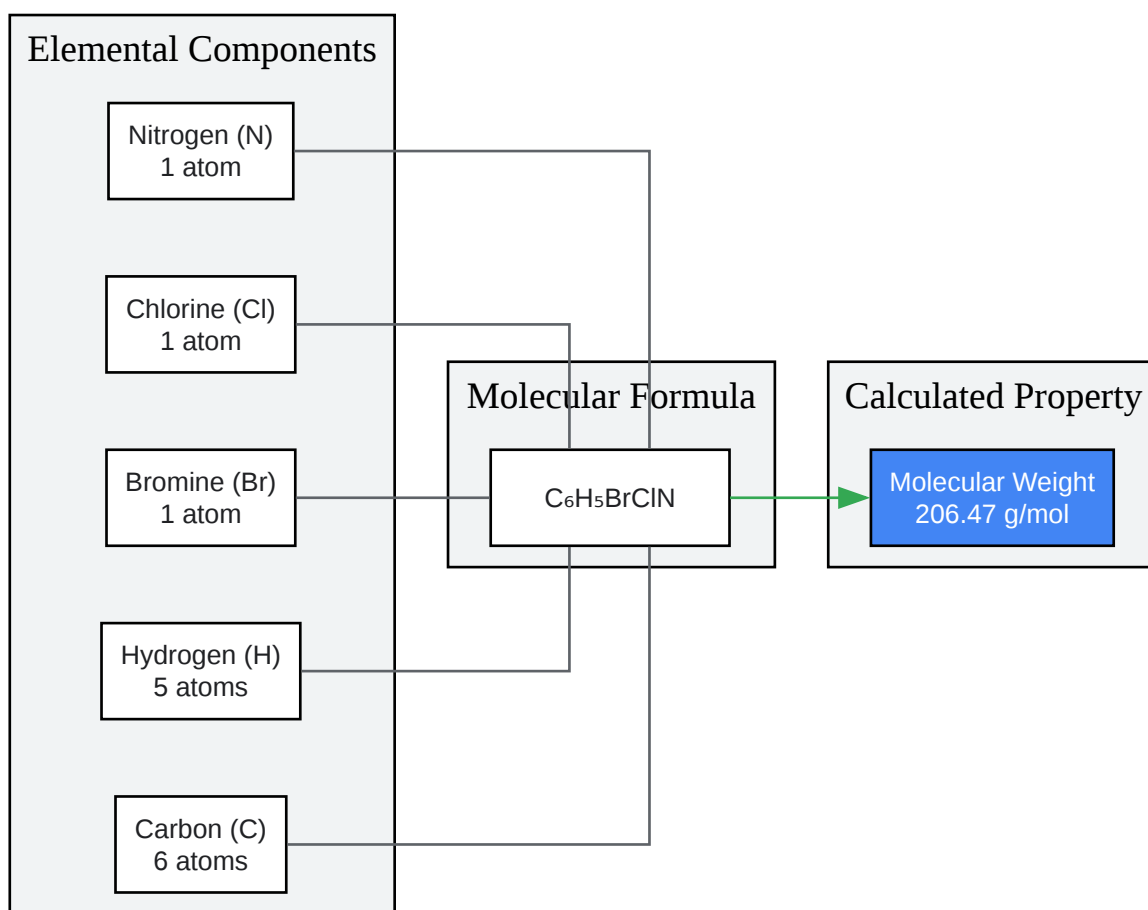 Elemental Components
Nitrogen (N)
1 atom
Chlorine (Cl)
1 atom
Bromine (Br)
1 atom
Hydrogen (H)
5 atoms
Carbon (C)
6 atoms
Molecular Formula
C₆H₅BrClN
Calculated Property
Molecular Weight
206.47 g/mol